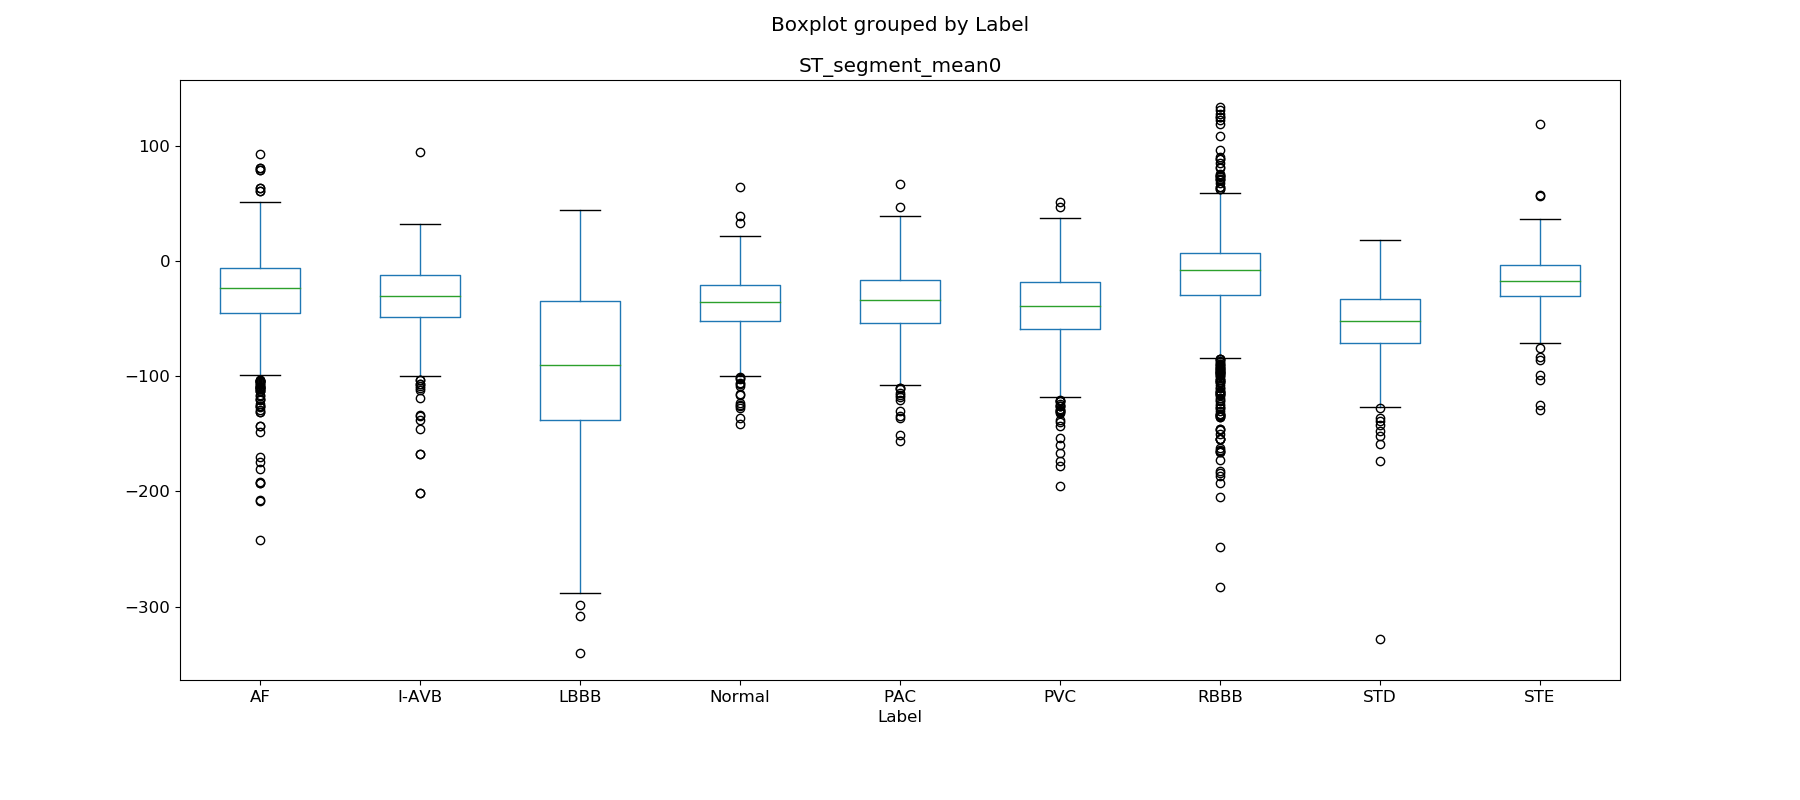 Boxplot grouped by Label
ST_segment_mean0
100
0
−100
−200
−300
AF I-AVB LBBB Normal PAC PVC RBBB STD STE
Label